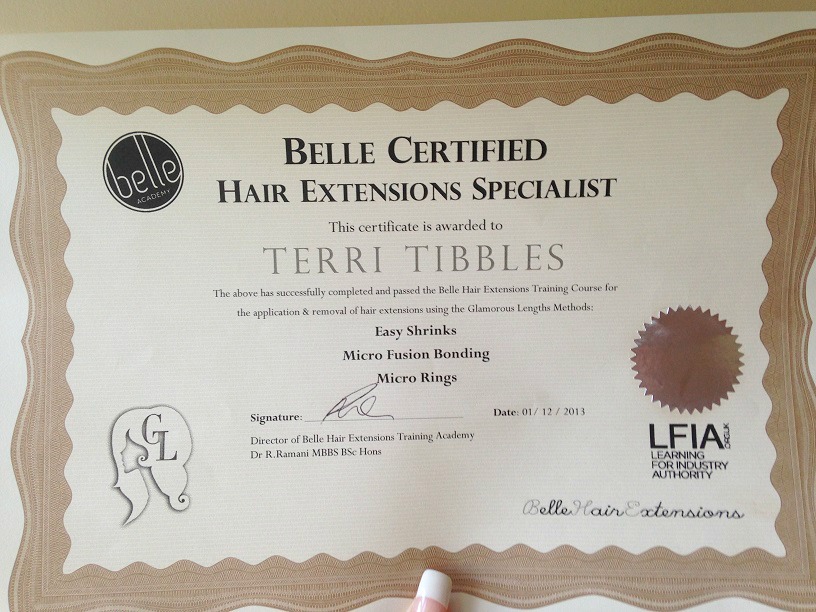 belle
ACADEMY
BELLE CERTIFIED
HAIR EXTENSIONS SPECIALIST
This certificate is awarded to
TERRI TIBBLES
The above has successfully completed and passed the Belle Hair Extensions Training Course for
the application & removal of hair extensions using the Glamorous Lengths Methods:
Easy Shrinks
Micro Fusion Bonding
Micro Rings
Signature:
Date: 01/ 12 / 2013
Director of Belle Hair Extensions Training Academy
Dr R.Ramani MBBS BSc Hons
GL
LFIA.ORG.UK
LEARNING
FOR INDUSTRY
AUTHORITY
Belle Hair Extensions